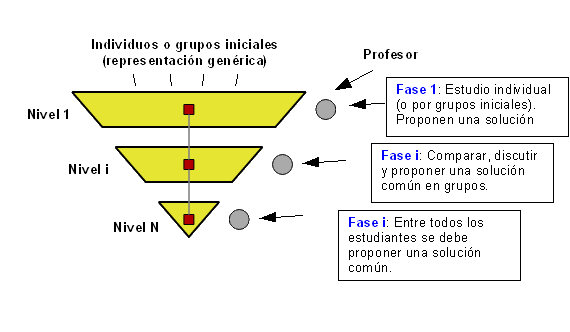 Individuos o grupos iniciales
(representación genérica)
Profesor
Nivel 1
Fase 1: Estudio individual
(o por grupos iniciales).
Proponen una solución
Nivel i
Fase i: Comparar, discutir
y proponer una solución
común en grupos.
Nivel N
Fase i: Entre todos los
estudiantes se debe
proponer una solución
común.